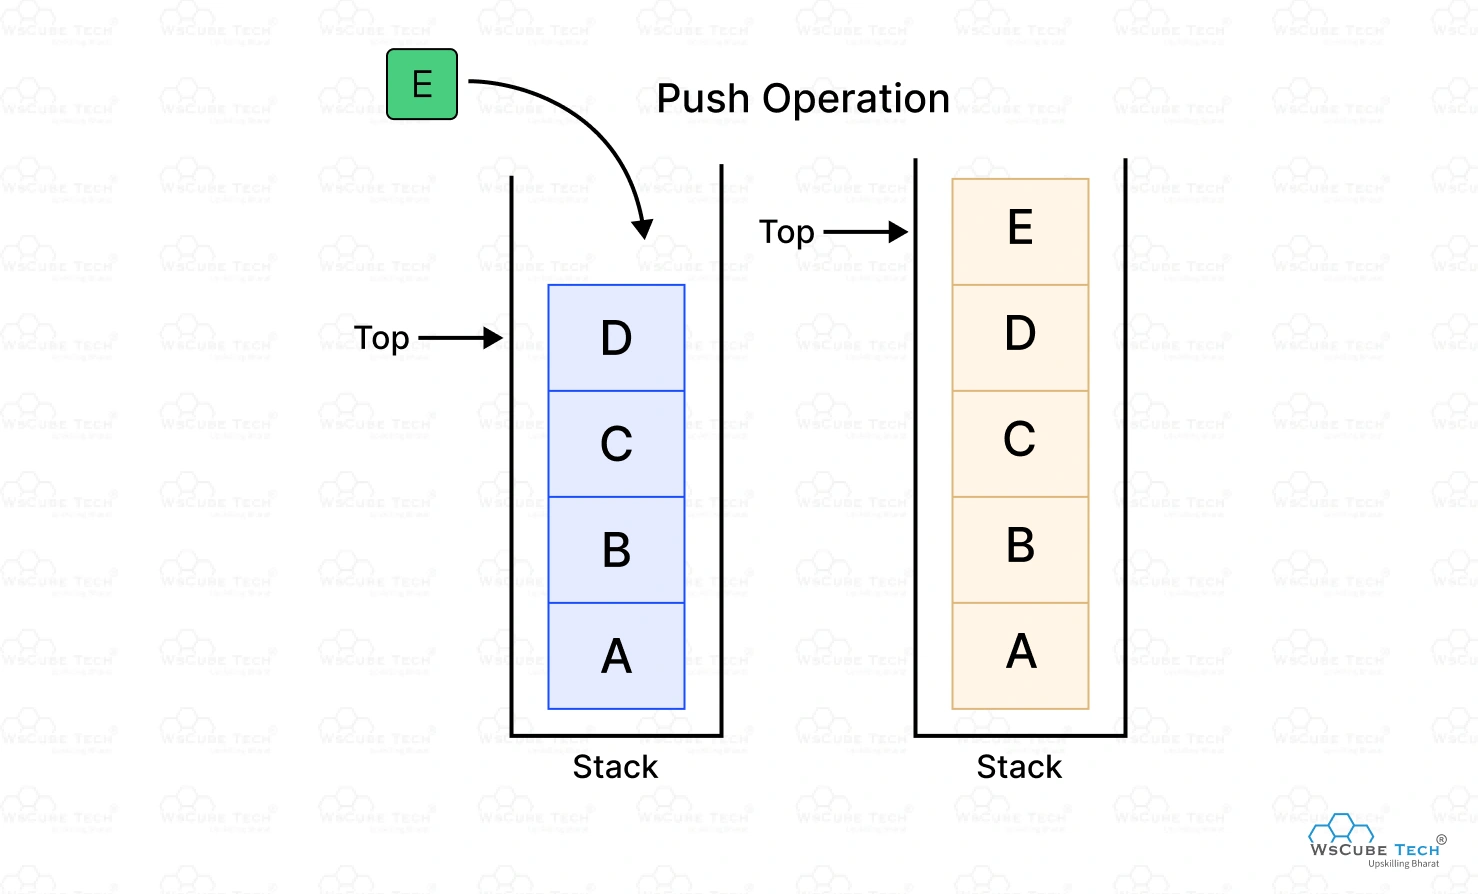 E
Push Operation
Top
D
C
B
A
Stack
Top
E
D
C
B
A
Stack
WsCube Tech®
Upskilling Bharat